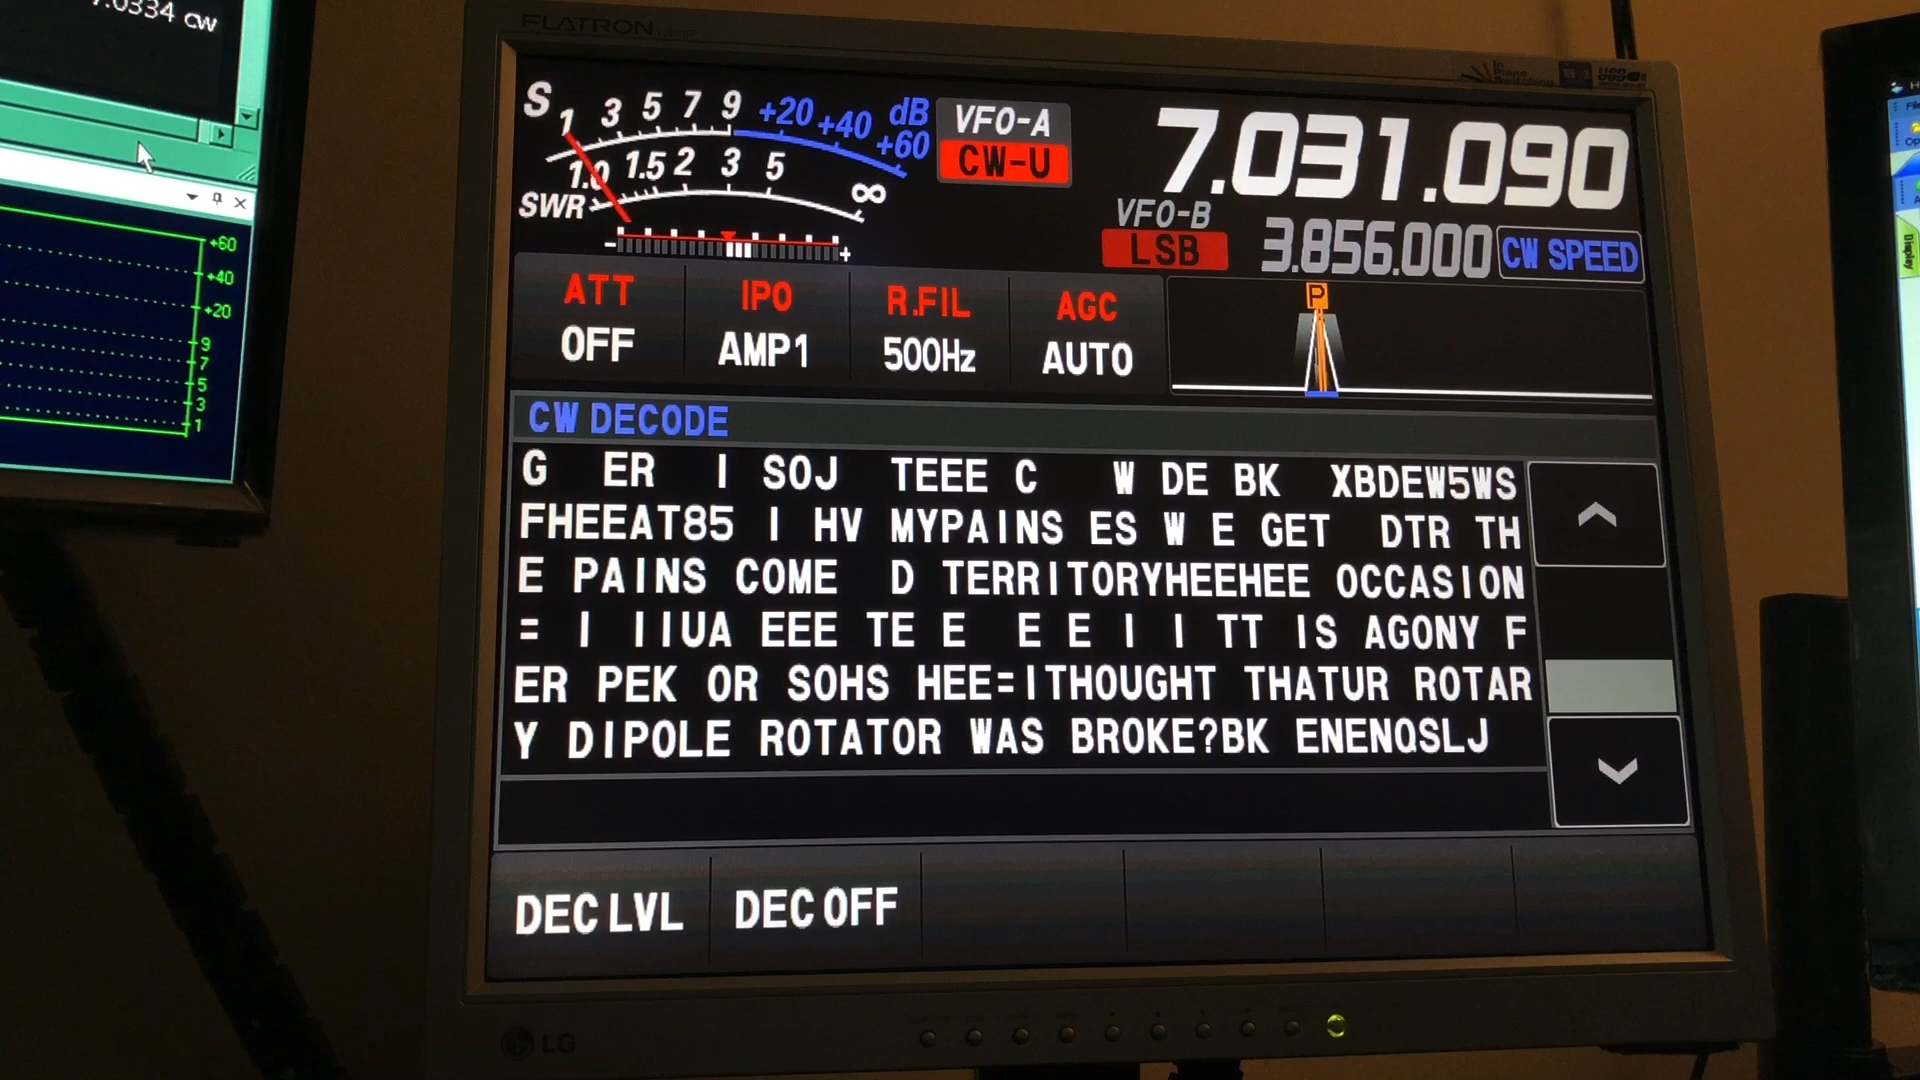 7.0334 cw
+60
+40
+20
9
7
5
3
1
FLATRON
S 1 3 5 7 9 +20 +40 +60 dB
1.0 1.5 2 3 5 ∞
SWR
- +
VFO-A
CW-U
7.031.090
VFO-B
LSB
3.856.000
CW SPEED
ATT
OFF
IPO
AMP1
R.FIL
500Hz
AGC
AUTO
P
CW DECODE
G ER I SOJ TEEE C W DE BK XBDEW5WS
FHEEAT85 I HV MYPAINS ES W E GET DTR TH
E PAINS COME D TERRITORYHEEHEE OCCASION
= I IIUA EEE TE E E E I I TT IS AGONY F
ER PEK OR SOHS HEE=ITHOUGHT THATUR ROTAR
Y DIPOLE ROTATOR WAS BROKE?BK ENENQSLJ
DEC LVL
DEC OFF
LG
Display